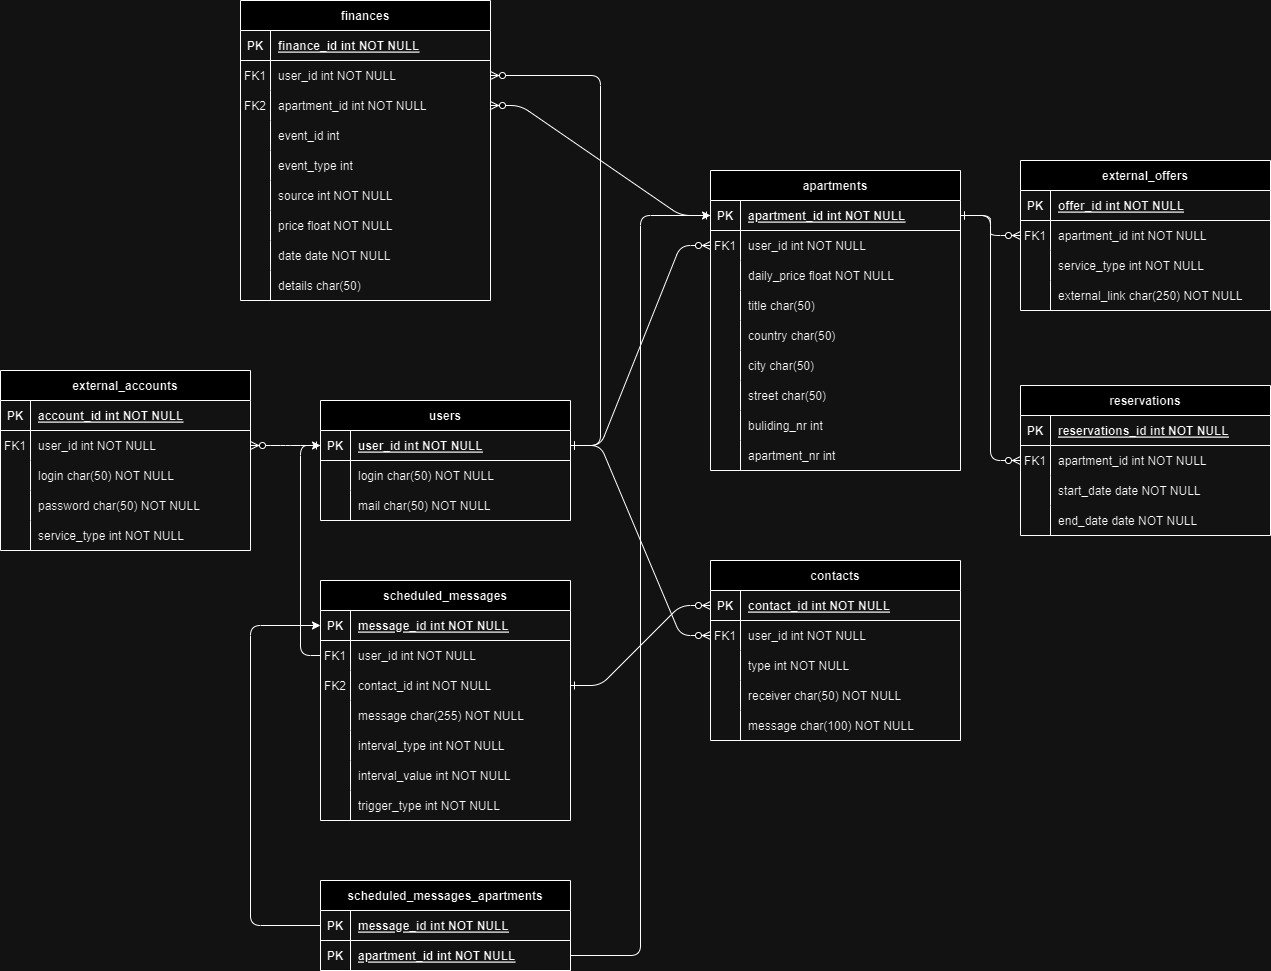 finances
PK finance_id int NOT NULL
FK1 user_id int NOT NULL
FK2 apartment_id int NOT NULL
event_id int
event_type int
source int NOT NULL
price float NOT NULL
date date NOT NULL
details char(50)
apartments
PK apartment_id int NOT NULL
FK1 user_id int NOT NULL
daily_price float NOT NULL
title char(50)
country char(50)
city char(50)
street char(50)
buliding_nr int
apartment_nr int
external_offers
PK offer_id int NOT NULL
FK1 apartment_id int NOT NULL
service_type int NOT NULL
external_link char(250) NOT NULL
external_accounts
PK account_id int NOT NULL
FK1 user_id int NOT NULL
login char(50) NOT NULL
password char(50) NOT NULL
service_type int NOT NULL
users
PK user_id int NOT NULL
login char(50) NOT NULL
mail char(50) NOT NULL
reservations
PK reservations_id int NOT NULL
FK1 apartment_id int NOT NULL
start_date date NOT NULL
end_date date NOT NULL
scheduled_messages
PK message_id int NOT NULL
FK1 user_id int NOT NULL
FK2 contact_id int NOT NULL
message char(255) NOT NULL
interval_type int NOT NULL
interval_value int NOT NULL
trigger_type int NOT NULL
contacts
PK contact_id int NOT NULL
FK1 user_id int NOT NULL
type int NOT NULL
receiver char(50) NOT NULL
message char(100) NOT NULL
scheduled_messages_apartments
PK message_id int NOT NULL
PK apartment_id int NOT NULL